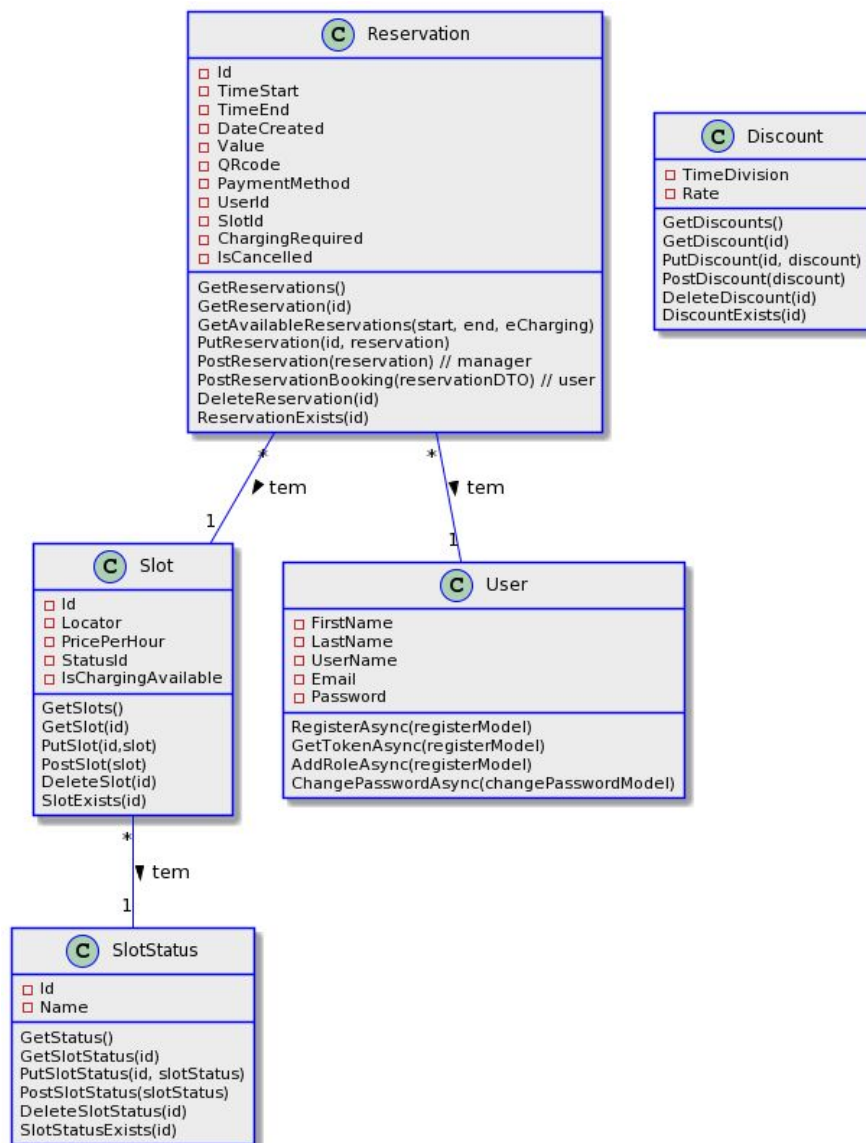 C Reservation
Id
TimeStart
TimeEnd
DateCreated
Value
QRcode
PaymentMethod
UserId
SlotId
ChargingRequired
IsCancelled
GetReservations()
GetReservation(id)
GetAvailableReservations(start, end, eCharging)
PutReservation(id, reservation)
PostReservation(reservation) // manager
PostReservationBooking(reservationDTO) // user
DeleteReservation(id)
ReservationExists(id)
C Discount
TimeDivision
Rate
GetDiscounts()
GetDiscount(id)
PutDiscount(id, discount)
PostDiscount(discount)
DeleteDiscount(id)
DiscountExists(id)
*
tem
1
*
tem
1
C Slot
Id
Locator
PricePerHour
StatusId
IsChargingAvailable
GetSlots()
GetSlot(id)
PutSlot(id,slot)
PostSlot(slot)
DeleteSlot(id)
SlotExists(id)
C User
FirstName
LastName
UserName
Email
Password
RegisterAsync(registerModel)
GetTokenAsync(registerModel)
AddRoleAsync(registerModel)
ChangePasswordAsync(changePasswordModel)
*
tem
1
C SlotStatus
Id
Name
GetStatus()
GetSlotStatus(id)
PutSlotStatus(id, slotStatus)
PostSlotStatus(slotStatus)
DeleteSlotStatus(id)
SlotStatusExists(id)